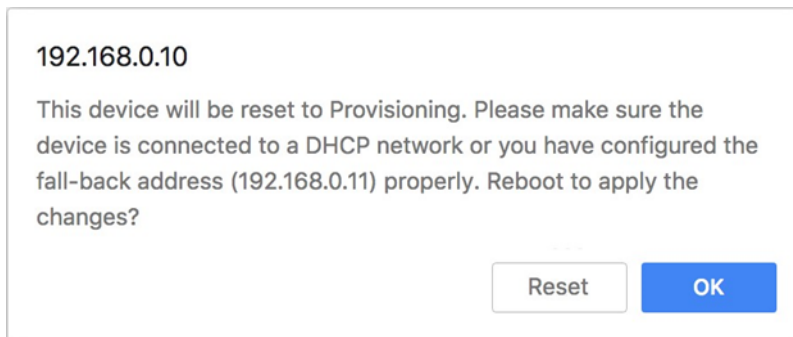 192.168.0.10
This device will be reset to Provisioning. Please make sure the
device is connected to a DHCP network or you have configured the
fall-back address (192.168.0.11) properly. Reboot to apply the
changes?
Reset
OK